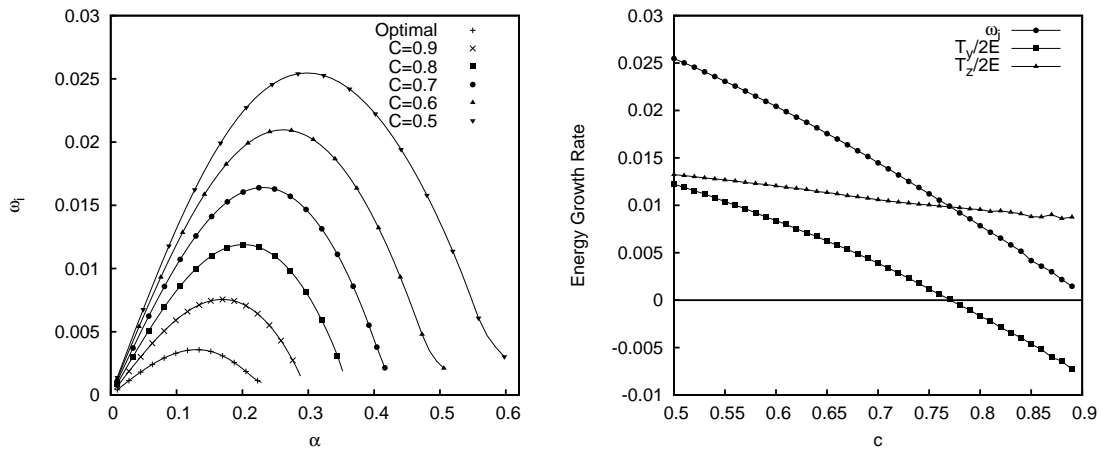 0.03
0.025
0.02
0.015
0.01
0.005
0
ω_i
0 0.1 0.2 0.3 0.4 0.5 0.6
α
Optimal
C=0.9
C=0.8
C=0.7
C=0.6
C=0.5
0.03
0.025
0.02
0.015
0.01
0.005
0
-0.005
-0.01
Energy Growth Rate
0.5 0.55 0.6 0.65 0.7 0.75 0.8 0.85 0.9
c
ω_i
T_y/2E
T_z/2E